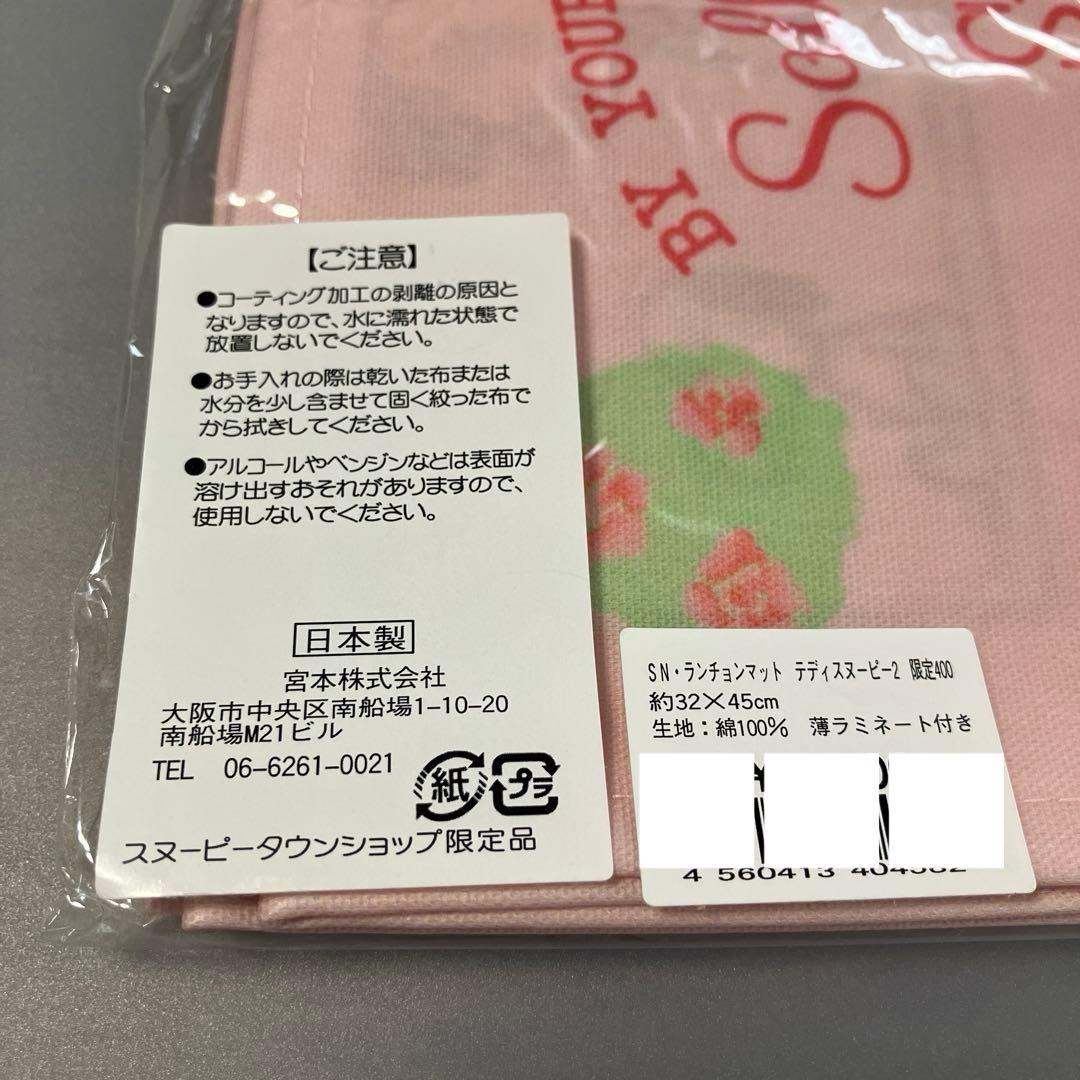 BY YOUR
【ご注意】
●コーティング加工の剥離の原因と
なりますので、水に濡れた状態で
放置しないでください。
●お手入れの際は乾いた布または
水分を少し含ませて固く絞った布で
から拭きしてください。
●アルコールやベンジンなどは表面が
溶け出すおそれがありますので、
使用しないでください。
日本製
宮本株式会社
大阪市中央区南船場1-10-20
南船場M21ビル
TEL 06-6261-0021
紙 プラ
スヌーピータウンショップ限定品
SN・ランチョンマット テディスヌーピー2 限定400
約32×45cm
生地：綿100% 薄ラミネート付き
4 560413